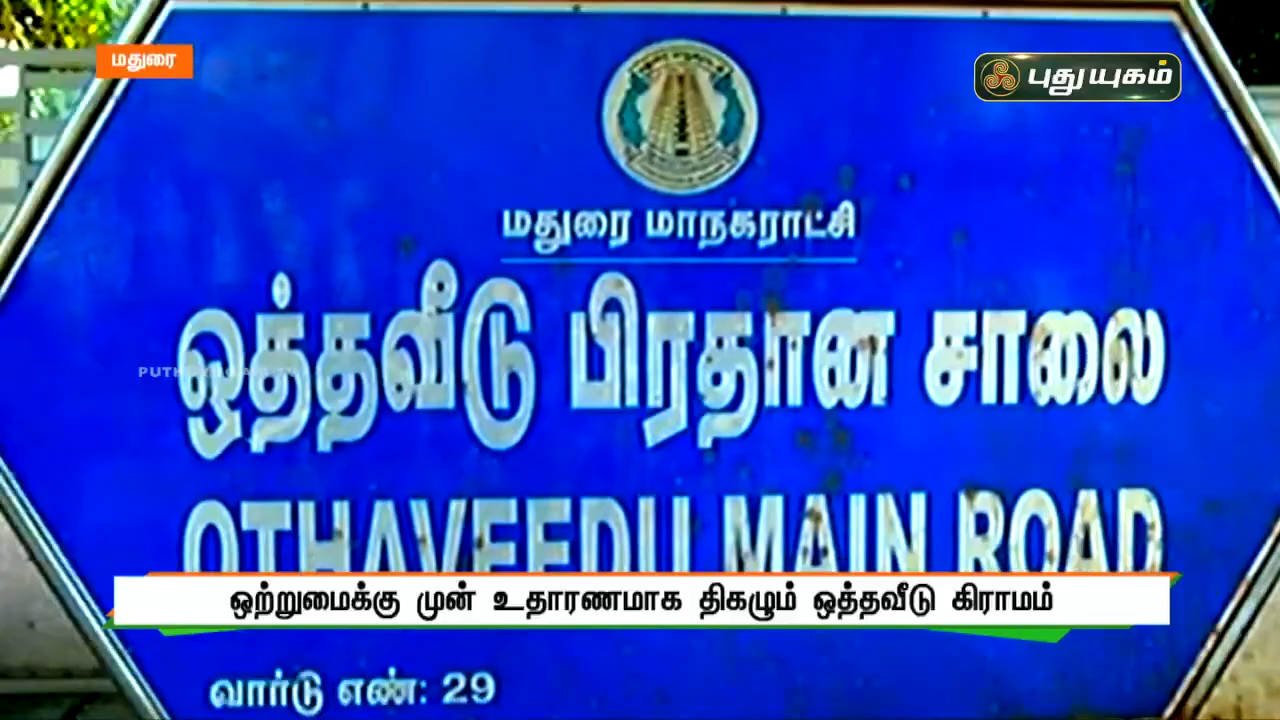 மதுரை
புதுயுகம்
மதுரை மாநகராட்சி
ஒத்தவீடு பிரதான சாலை
OTHAVEEDU MAIN ROAD
ஒற்றுமைக்கு முன் உதாரணமாக திகழும் ஒத்தவீடு கிராமம்
வார்டு எண்: 29